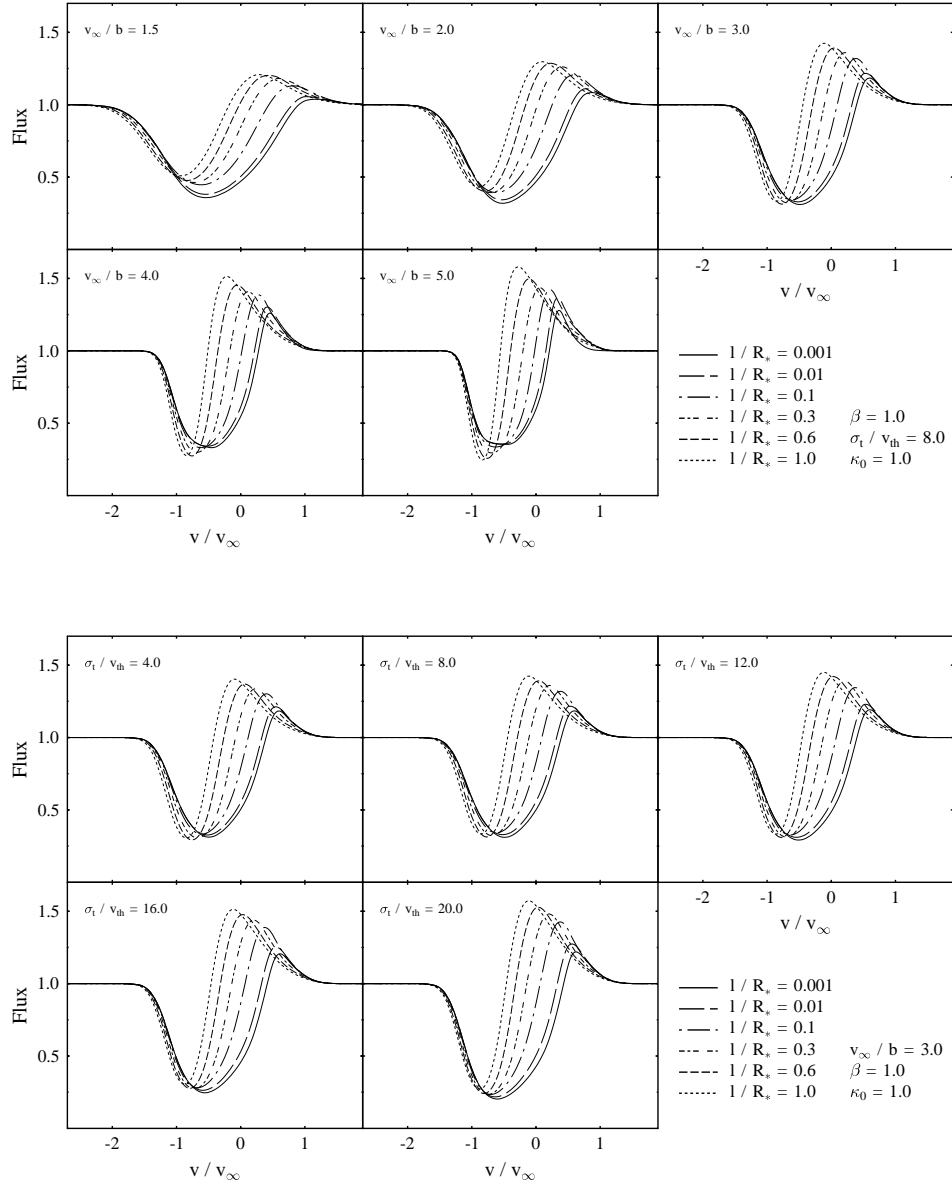 v∞ / b = 1.5
v∞ / b = 2.0
v∞ / b = 3.0
Flux
1.5
1.0
0.5
v∞ / b = 4.0
v∞ / b = 5.0
-2 -1 0 1
v / v∞
Flux
1.5
1.0
0.5
l / R* = 0.001
l / R* = 0.01
l / R* = 0.1
l / R* = 0.3 β = 1.0
l / R* = 0.6 σt / vth = 8.0
l / R* = 1.0 κ0 = 1.0
-2 -1 0 1
-2 -1 0 1
v / v∞
v / v∞
σt / vth = 4.0
σt / vth = 8.0
σt / vth = 12.0
Flux
1.5
1.0
0.5
σt / vth = 16.0
σt / vth = 20.0
-2 -1 0 1
v / v∞
Flux
1.5
1.0
0.5
l / R* = 0.001
l / R* = 0.01
l / R* = 0.1
l / R* = 0.3 v∞ / b = 3.0
l / R* = 0.6 β = 1.0
l / R* = 1.0 κ0 = 1.0
-2 -1 0 1
-2 -1 0 1
v / v∞
v / v∞